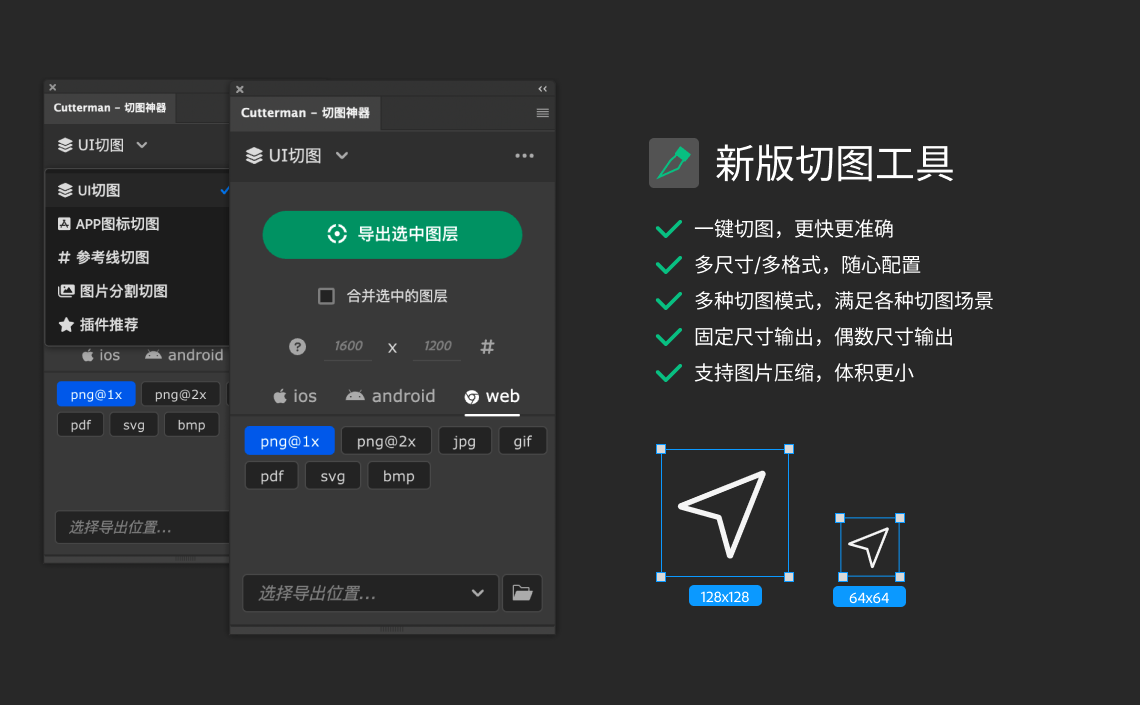 Cutterman - 切图神器
UI切图
UI切图
APP图标切图
参考线切图
图片分割切图
插件推荐
ios android
png@1x png@2x
pdf svg bmp
选择导出位置...
Cutterman - 切图神器
UI切图
导出选中图层
合并选中的图层
? 1600 x 1200 #
ios android web
png@1x png@2x jpg gif
pdf svg bmp
选择导出位置...
新版切图工具
一键切图，更快更准确
多尺寸/多格式，随心配置
多种切图模式，满足各种切图场景
固定尺寸输出，偶数尺寸输出
支持图片压缩，体积更小
128x128
64x64